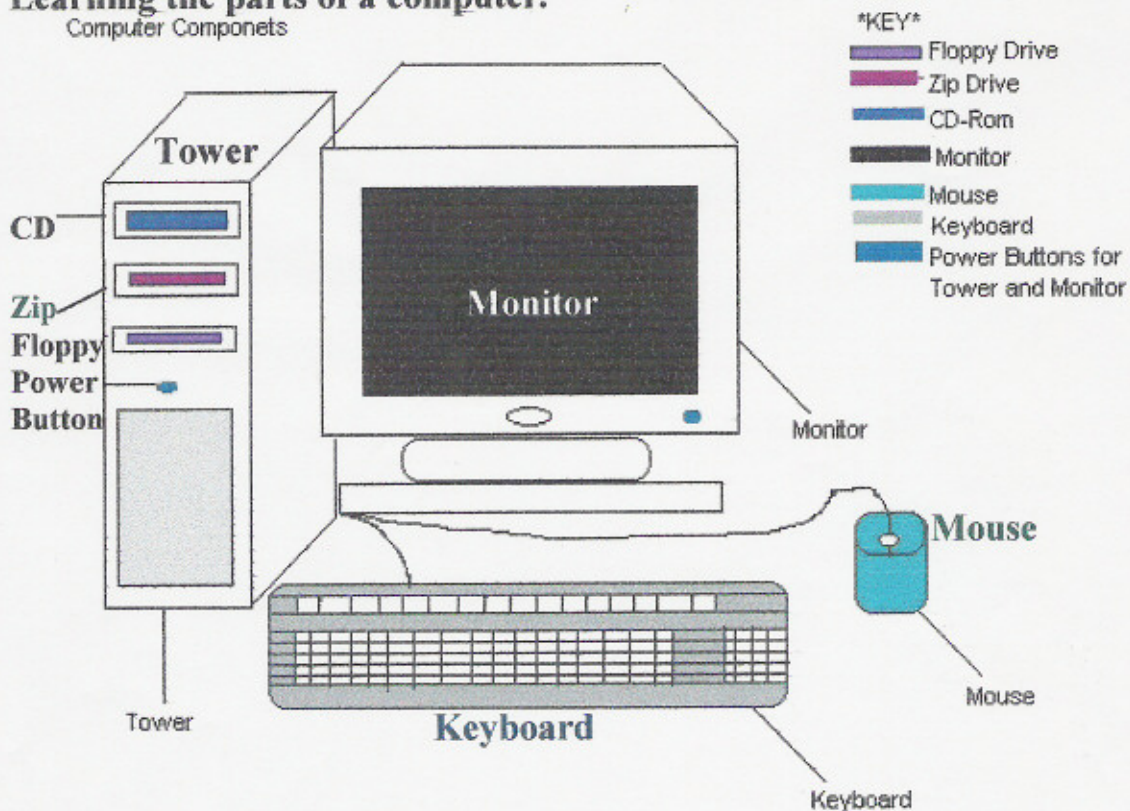 Learning the parts of a computer.
Computer Componets
*KEY*
Floppy Drive
Zip Drive
CD-Rom
Monitor
Mouse
Keyboard
Power Buttons for
Tower and Monitor
Tower
CD
Zip
Floppy
Power
Button
Monitor
Monitor
Mouse
Mouse
Keyboard
Keyboard
Tower